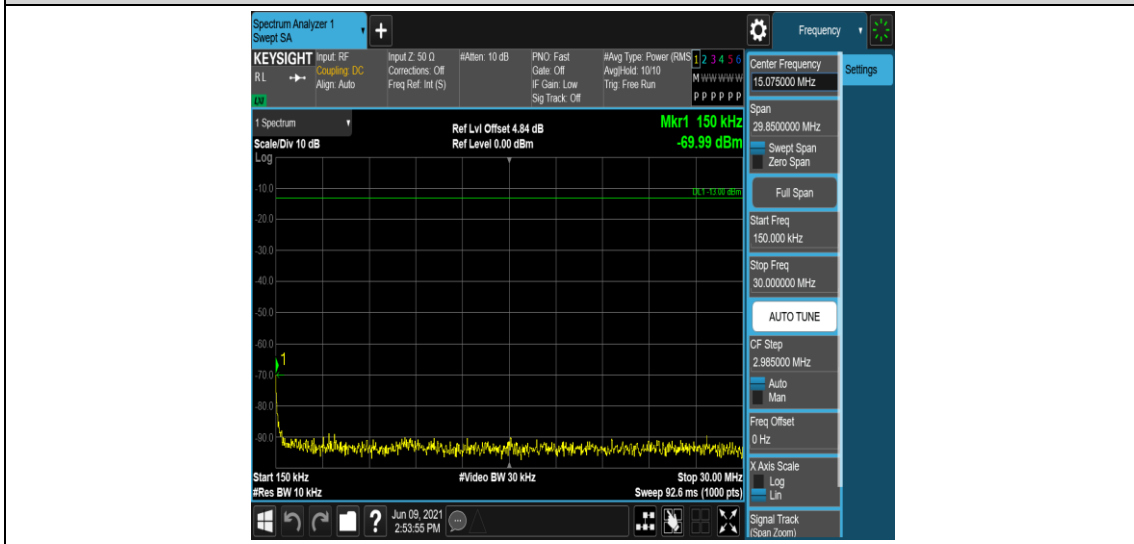 Spectrum Analyzer 1
Swept SA
+
Frequency
KEYSIGHT
RL
LXI
Input: RF
Coupling: DC
Align: Auto
Input Z: 50 Ω
Corrections: Off
Freq Ref: Int (S)
#Atten: 10 dB
PNO: Fast
Gate: Off
IF Gain: Low
Sig Track: Off
#Avg Type: Power (RMS
Avg|Hold: 10/10
Trig: Free Run
1 2 3 4 5 6
M W W W W W
P P P P P P
1 Spectrum
Scale/Div 10 dB
Log
Ref Lvl Offset 4.84 dB
Ref Level 0.00 dBm
Mkr1 150 kHz
-69.99 dBm
DL1 -13.00 dBm
-10.0
-20.0
-30.0
-40.0
-50.0
-60.0
1
-70.0
-80.0
-90.0
Start 150 kHz
#Res BW 10 kHz
#Video BW 30 kHz
Stop 30.00 MHz
Sweep 92.6 ms (1000 pts)
?
Jun 09, 2021
2:53:55 PM
Center Frequency
15.075000 MHz
Settings
Span
29.8500000 MHz
Swept Span
Zero Span
Full Span
Start Freq
150.000 kHz
Stop Freq
30.000000 MHz
AUTO TUNE
CF Step
2.985000 MHz
Auto
Man
Freq Offset
0 Hz
X Axis Scale
Log
Lin
Signal Track
(Span Zoom)